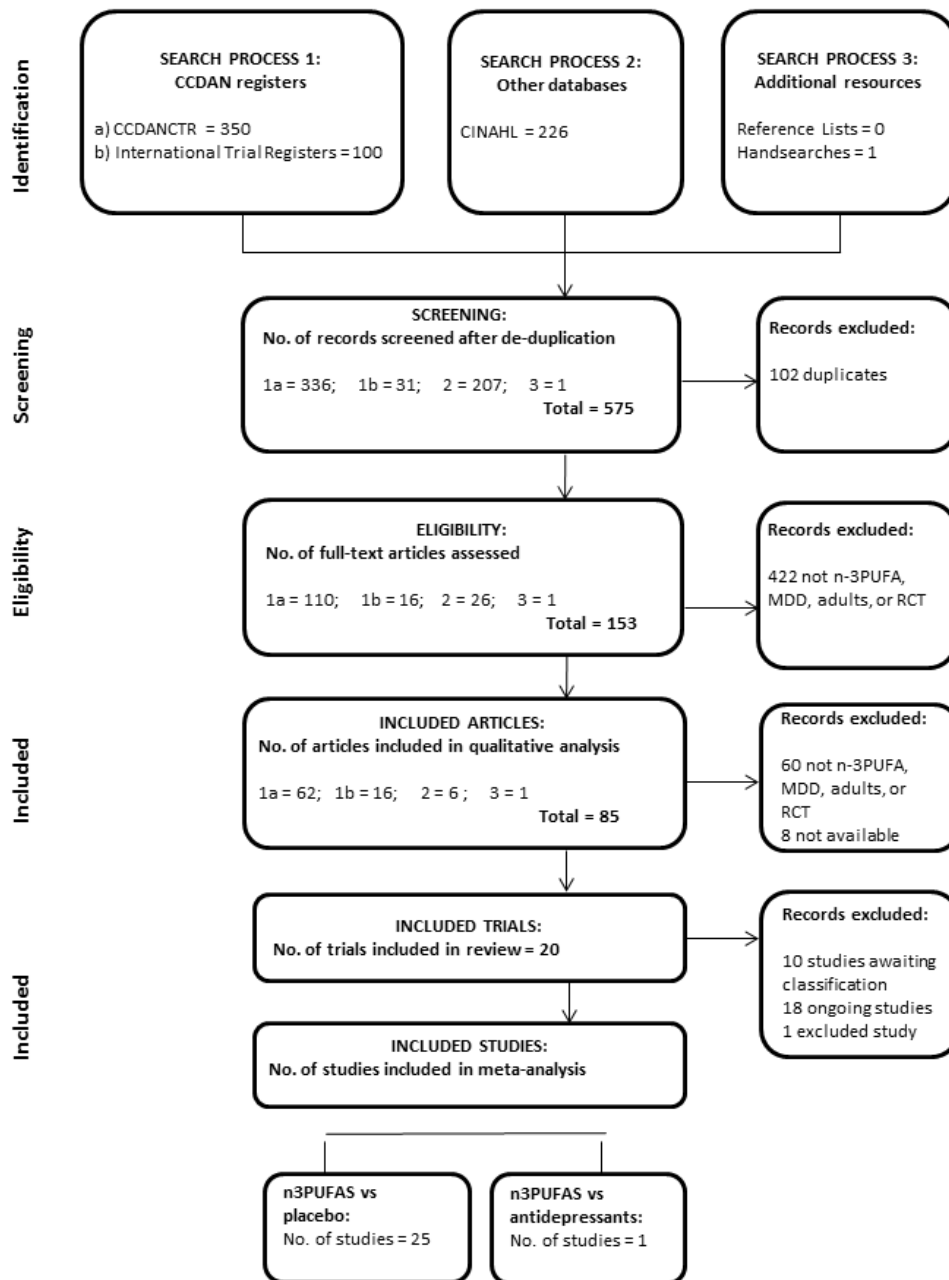 Identification
SEARCH PROCESS 1:
CCDAN registers
a) CCDANCTR = 350
b) International Trial Registers = 100
SEARCH PROCESS 2:
Other databases
CINAHL = 226
SEARCH PROCESS 3:
Additional resources
Reference Lists = 0
Handsearches = 1
Screening
SCREENING:
No. of records screened after de-duplication
1a = 336; 1b = 31; 2 = 207; 3 = 1
Total = 575
Records excluded:
102 duplicates
Eligibility
ELIGIBILITY:
No. of full-text articles assessed
1a = 110; 1b = 16; 2 = 26; 3 = 1
Total = 153
Records excluded:
422 not n-3PUFA,
MDD, adults, or RCT
Included
INCLUDED ARTICLES:
No. of articles included in qualitative analysis
1a = 62; 1b = 16; 2 = 6 ; 3 = 1
Total = 85
Records excluded:
60 not n-3PUFA,
MDD, adults, or
RCT
8 not available
Included
INCLUDED TRIALS:
No. of trials included in review = 20
Records excluded:
10 studies awaiting
classification
18 ongoing studies
1 excluded study
INCLUDED STUDIES:
No. of studies included in meta-analysis
n3PUFAS vs
placebo:
No. of studies = 25
n3PUFAS vs
antidepressants:
No. of studies = 1